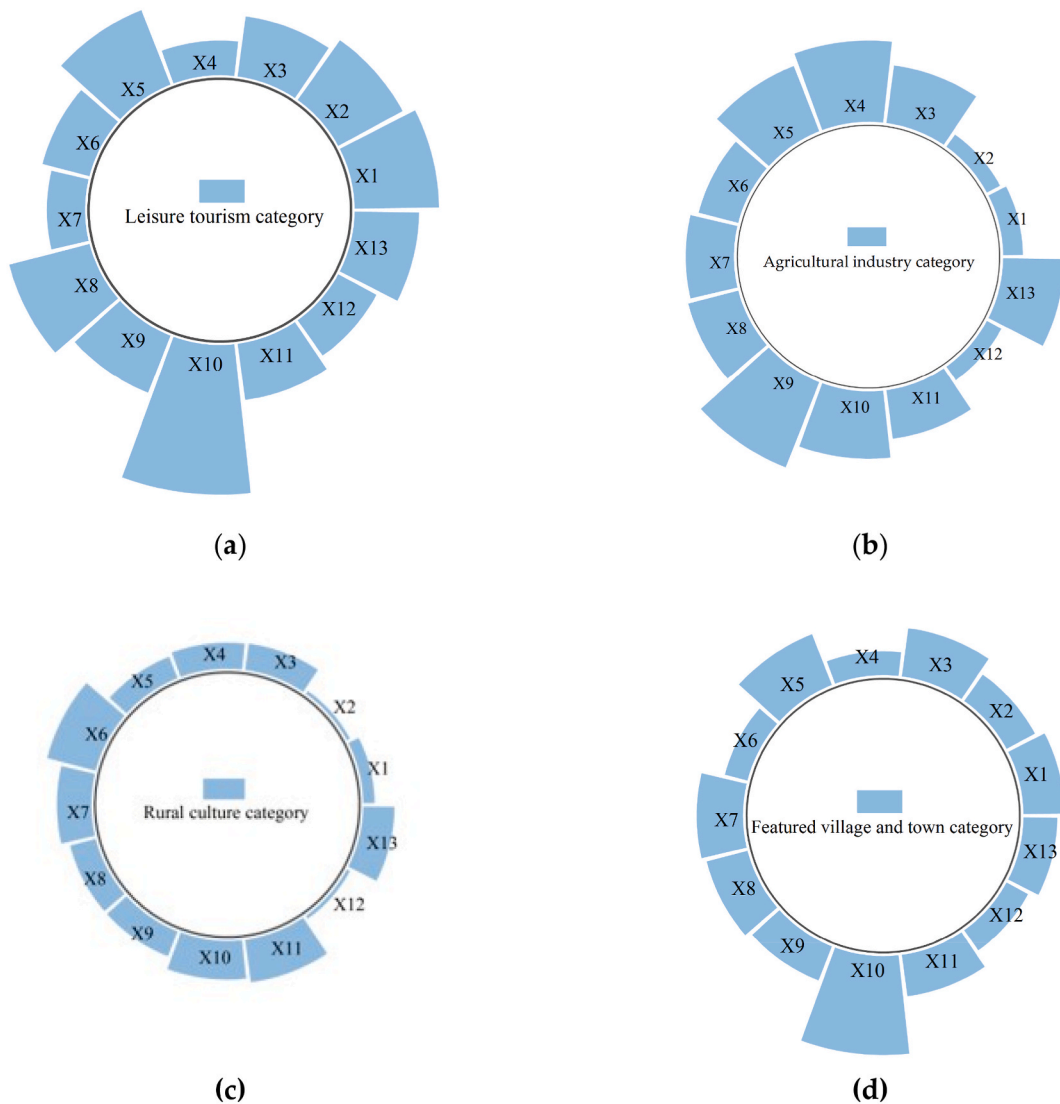 X4
X3
X5
X2
X6
X1
X7
Leisure tourism category
X13
X8
X12
X9
X10
X11
(a)
X4
X3
X5
X2
X6
X1
X7
Agricultural industry category
X13
X8
X12
X9
X10
X11
(b)
X4
X3
X5
X2
X6
X1
X7
Rural culture category
X13
X8
X12
X9
X10
X11
(c)
X4
X3
X5
X2
X6
X1
X7
Featured village and town category
X13
X8
X12
X9
X10
X11
(d)